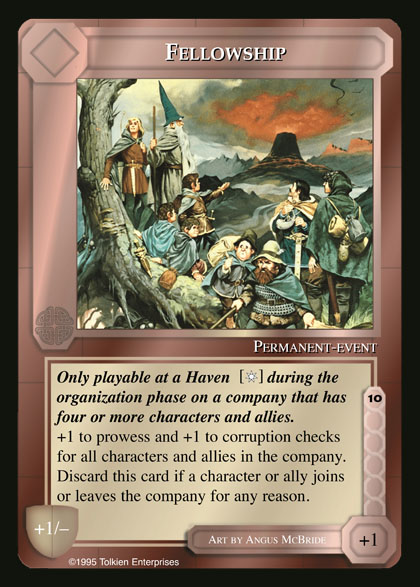 FELLOWSHIP
PERMANENT-EVENT
Only playable at a Haven [☼] during the
organization phase on a company that has
four or more characters and allies.
+1 to prowess and +1 to corruption checks
for all characters and allies in the company.
Discard this card if a character or ally joins
or leaves the company for any reason.
10
+1/–
ART BY ANGUS MCBRIDE
+1
©1995 Tolkien Enterprises